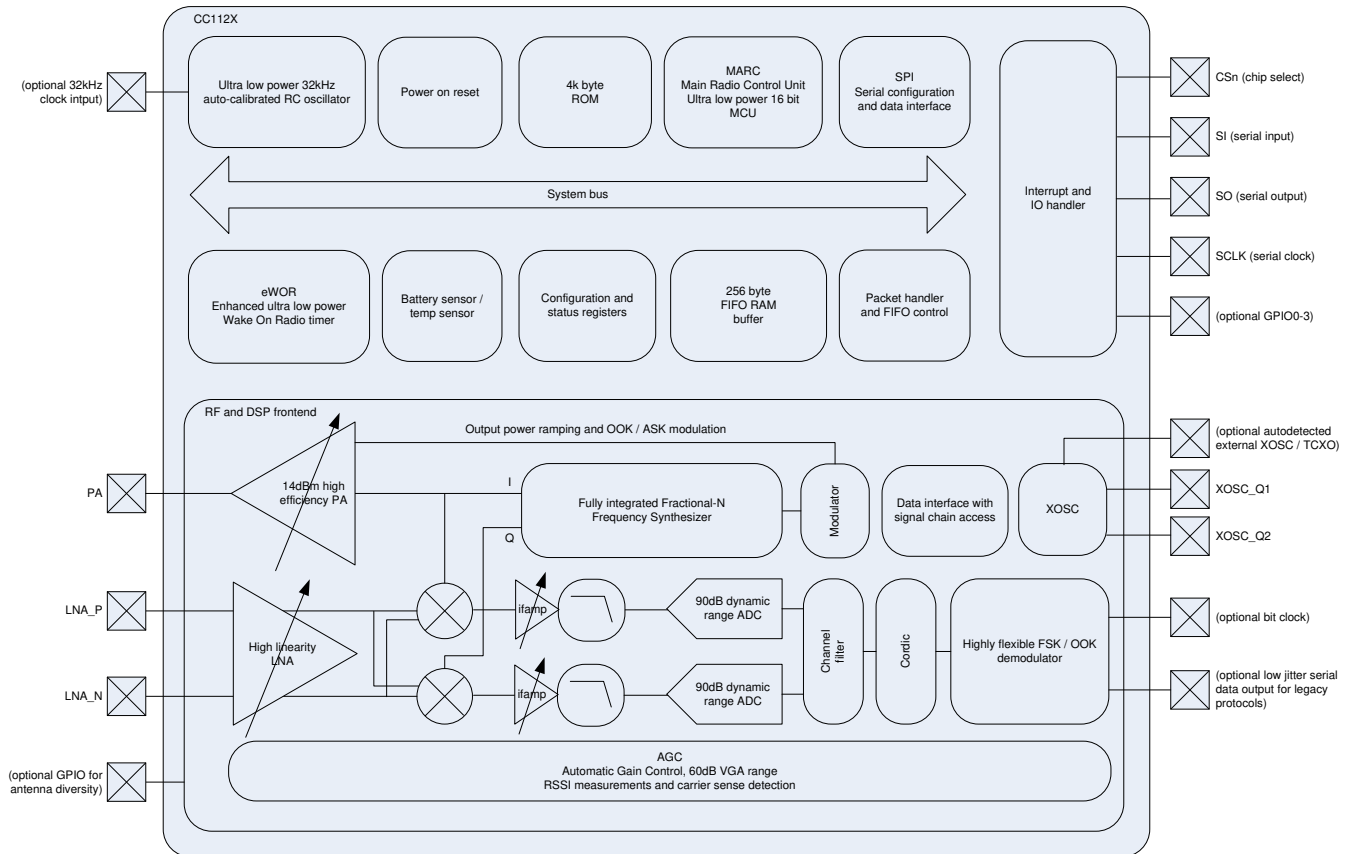 CC112X
(optional 32kHz
clock intput)
Ultra low power 32kHz
auto-calibrated RC oscillator
Power on reset
4k byte
ROM
MARC
Main Radio Control Unit
Ultra low power 16 bit
MCU
SPI
Serial configuration
and data interface
Interrupt and
IO handler
CSn (chip select)
SI (serial input)
SO (serial output)
SCLK (serial clock)
(optional GPIO0-3)
System bus
eWOR
Enhanced ultra low power
Wake On Radio timer
Battery sensor /
temp sensor
Configuration and
status registers
256 byte
FIFO RAM
buffer
Packet handler
and FIFO control
RF and DSP frontend
Output power ramping and OOK / ASK modulation
(optional autodetected
external XOSC / TCXO)
PA
14dBm high
efficiency PA
I
Q
Fully integrated Fractional-N
Frequency Synthesizer
Modulator
Data interface with
signal chain access
XOSC
XOSC_Q1
XOSC_Q2
LNA_P
LNA_N
High linearity
LNA
ifamp
90dB dynamic
range ADC
ifamp
90dB dynamic
range ADC
Channel
filter
Cordic
Highly flexible FSK / OOK
demodulator
(optional bit clock)
(optional low jitter serial
data output for legacy
protocols)
(optional GPIO for
antenna diversity)
AGC
Automatic Gain Control, 60dB VGA range
RSSI measurements and carrier sense detection